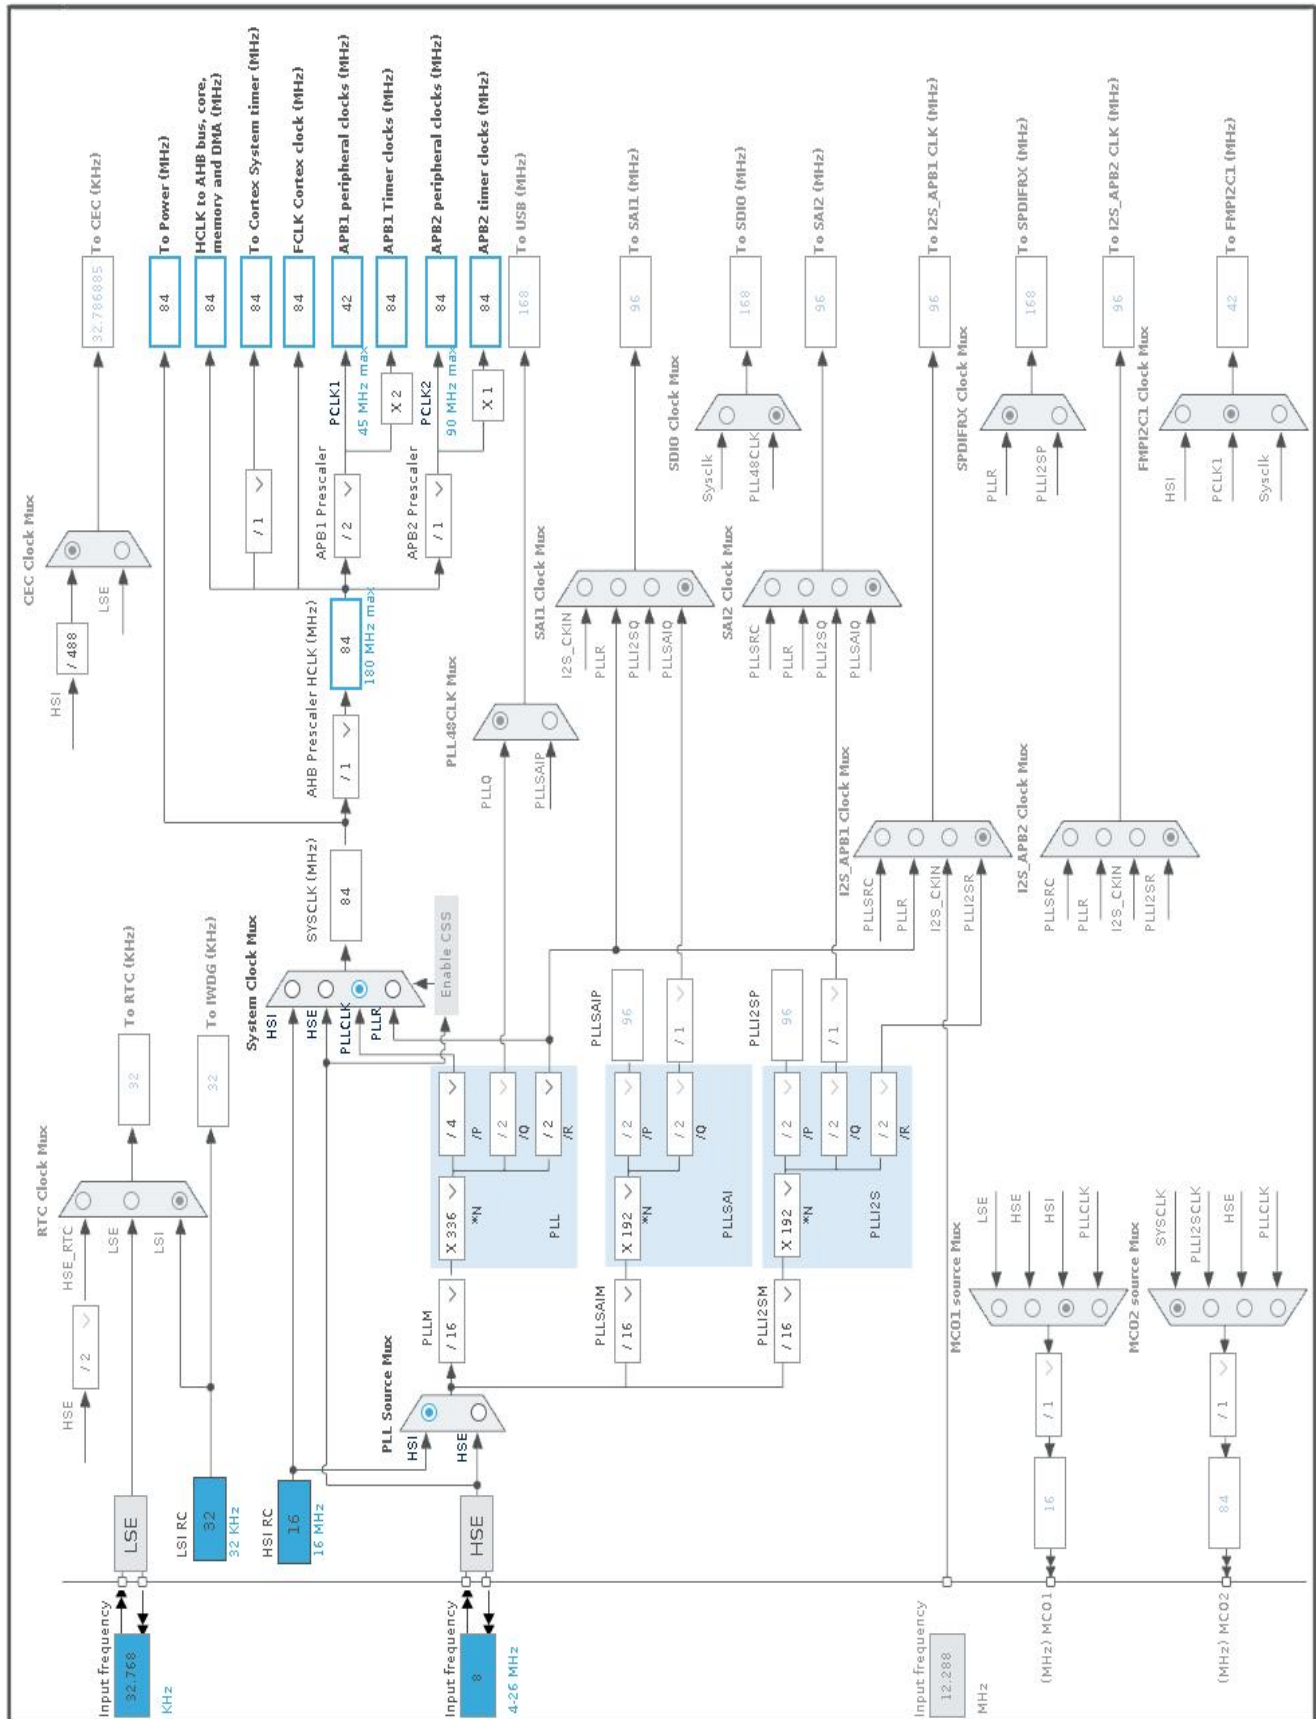 Input frequency
32.768
KHz
LSE
HSE
/ 2
HSE_RTC
LSE
LSI
RTC Clock Mux
32
To RTC (KHz)
LSI RC
32
32 KHz
32
To IWDG (KHz)
HSI
/ 488
LSE
CEC Clock Mux
32.786885
To CEC (KHz)
HSI RC
16
16 MHz
Input frequency
8
4-26 MHz
HSE
PLL Source Mux
HSI
HSE
System Clock Mux
HSI
HSE
PLLCLK
PLLR
Enable CSS
SYSCLK (MHz)
84
AHB Prescaler
/ 1
HCLK (MHz)
84
180 MHz max
84
To Power (MHz)
84
HCLK to AHB bus, core,
memory and DMA (MHz)
/ 1
84
To Cortex System timer (MHz)
84
FCLK Cortex clock (MHz)
APB1 Prescaler
/ 2
PCLK1
45 MHz max
42
APB1 peripheral clocks (MHz)
X 2
84
APB1 Timer clocks (MHz)
APB2 Prescaler
/ 1
PCLK2
90 MHz max
84
APB2 peripheral clocks (MHz)
X 1
84
APB2 timer clocks (MHz)
PLLM
/ 16
X 336
*N
/ 4
/P
/ 2
/Q
/ 2
/R
PLL
PLLQ
PLLSAIP
PLL48CLK Mux
168
To USB (MHz)
PLLSAIM
/ 16
X 192
*N
/ 2
/P
/ 2
/Q
PLLSAI
PLLSAIP
96
/ 1
I2S_CKIN
PLLR
PLLI2SQ
PLLSAIQ
SAI1 Clock Mux
96
To SAI1 (MHz)
Sysclk
PLL48CLK
SDIO Clock Mux
168
To SDIO (MHz)
PLLI2SM
/ 16
X 192
*N
/ 2
/P
/ 2
/Q
/ 2
/R
PLLI2S
PLLI2SP
96
/ 1
PLLSRC
PLLR
PLLI2SQ
PLLSAIQ
SAI2 Clock Mux
96
To SAI2 (MHz)
Input frequency
12.288
MHz
PLLSRC
PLLR
I2S_CKIN
PLLI2SR
I2S_APB1 Clock Mux
96
To I2S_APB1 CLK (MHz)
PLLR
PLLI2SP
SPDIFRX Clock Mux
168
To SPDIFRX (MHz)
PLLSRC
PLLR
I2S_CKIN
PLLI2SR
I2S_APB2 Clock Mux
96
To I2S_APB2 CLK (MHz)
HSI
PCLK1
Sysclk
FMPI2C1 Clock Mux
42
To FMPI2C1 (MHz)
(MHz) MCO1
16
/ 1
MCO1 source Mux
LSE
HSE
HSI
PLLCLK
(MHz) MCO2
84
/ 1
MCO2 source Mux
SYSCLK
PLLI2SCLK
HSE
PLLCLK